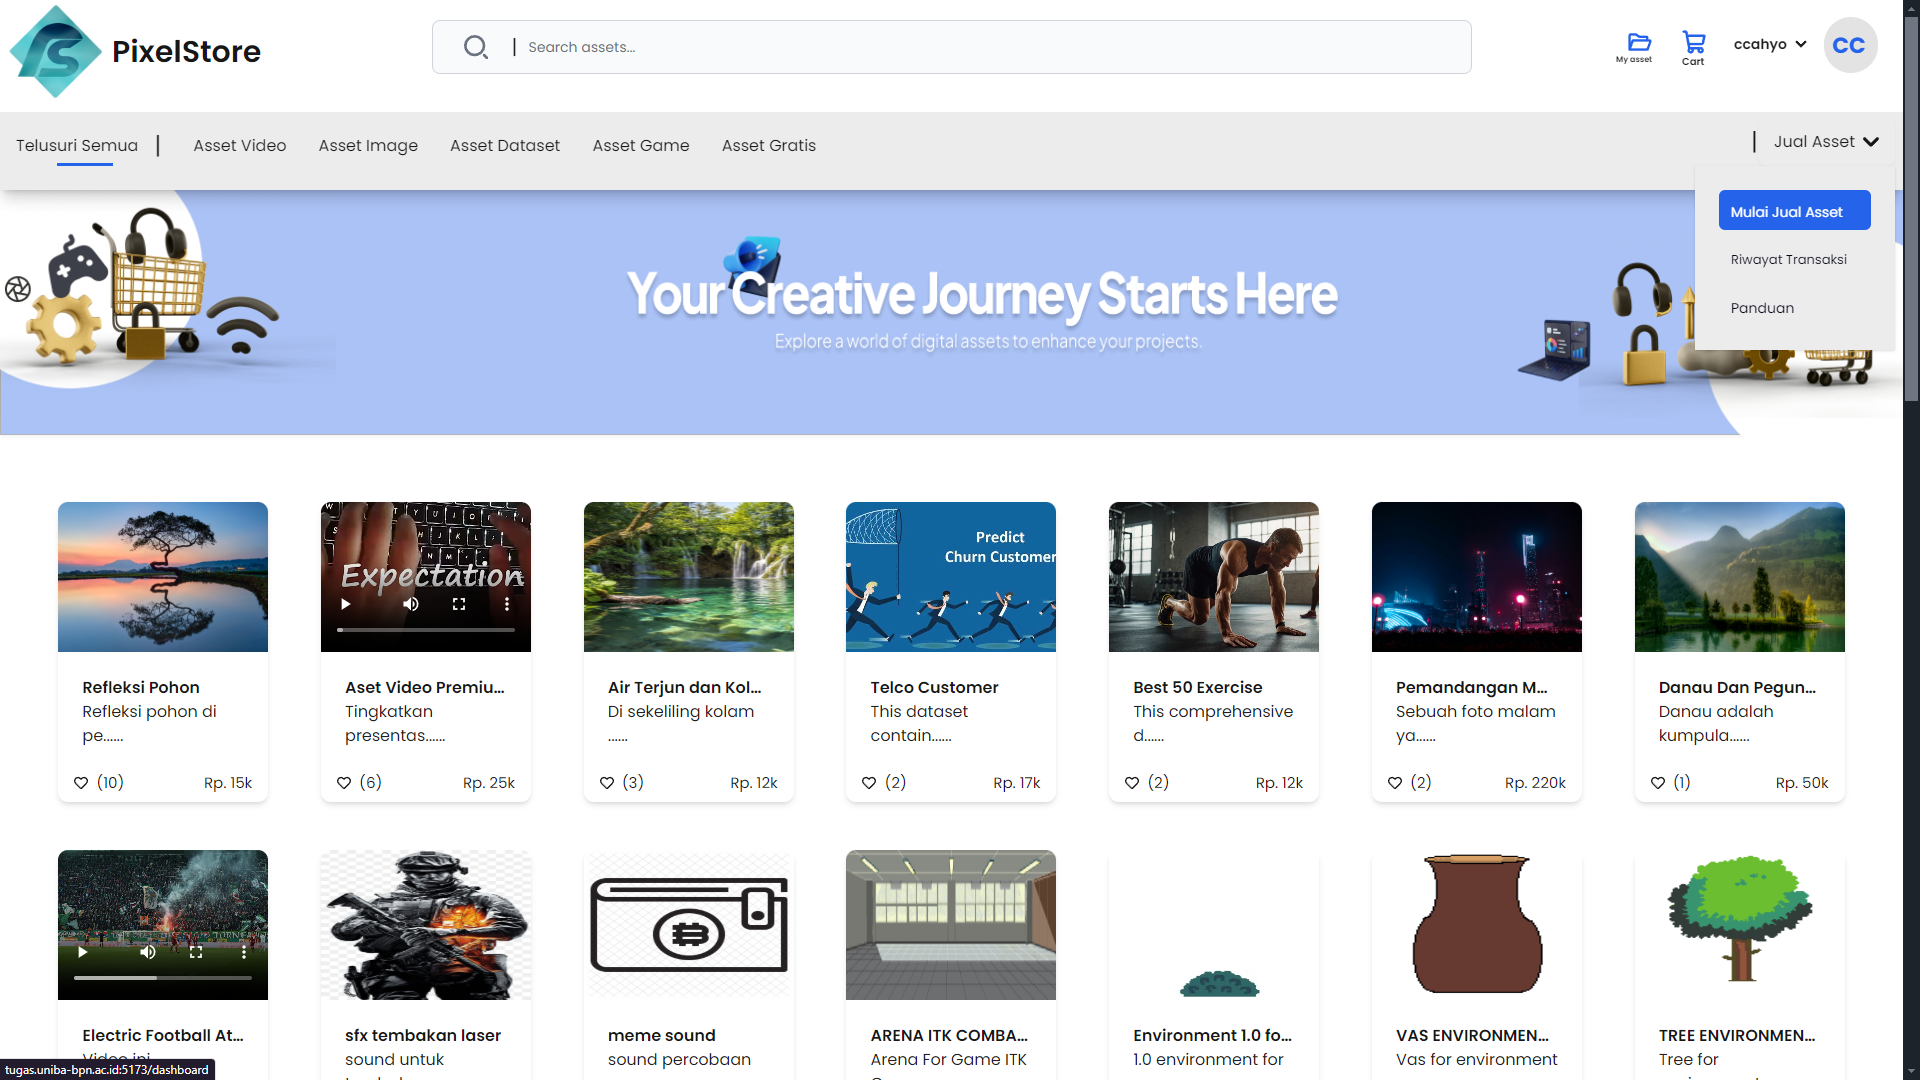 PixelStore
Search assets...
My asset
Cart
ccahyo
CC
Telusuri Semua
Asset Video
Asset Image
Asset Dataset
Asset Game
Asset Gratis
Jual Asset
Mulai Jual Asset
Riwayat Transaksi
Panduan
Your Creative Journey Starts Here
Explore a world of digital assets to enhance your projects.
Expectation
Predict
Churn Customer
Refleksi Pohon
Refleksi pohon di
pe......
(10)
Rp. 15k
Aset Video Premiu...
Tingkatkan
presentas......
(6)
Rp. 25k
Air Terjun dan Kol...
Di sekeliling kolam
......
(3)
Rp. 12k
Telco Customer
This dataset
contain......
(2)
Rp. 17k
Best 50 Exercise
This comprehensive
d......
(2)
Rp. 12k
Pemandangan M...
Sebuah foto malam
ya......
(2)
Rp. 220k
Danau Dan Pegun...
Danau adalah
kumpula......
(1)
Rp. 50k
Electric Football At...
Video ini
sfx tembakan laser
sound untuk
meme sound
sound percobaan
ARENA ITK COMBA...
Arena For Game ITK
Environment 1.0 fo...
1.0 environment for
VAS ENVIRONMEN...
Vas for environment
TREE ENVIRONMEN...
Tree for
tugas.uniba-bpn.ac.id:5173/dashboard